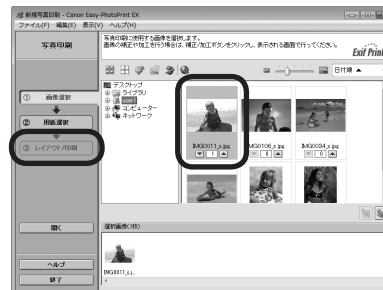 新規写真印刷 - Canon Easy-PhotoPrint EX
ファイル(F) 編集(E) 表示(V) ヘルプ(H)
写真印刷
写真印刷に使用する画像を選択します。
画像の補正や加工を行う場合は、補正/加工ボタンをクリックし、表示される画面で行ってください。
Exif Print
日付順 ▲
① 画像選択
② 用紙選択
③ レイアウト/印刷
デスクトップ
ライブラリ
コンピューター
ネットワーク
IMG0011_s.jpg
IMG0106_s.jpg
IMG0034_s.jpg
1
0
0
開く
選択画像(1枚)
IMG0011_s.j..
ヘルプ
終了